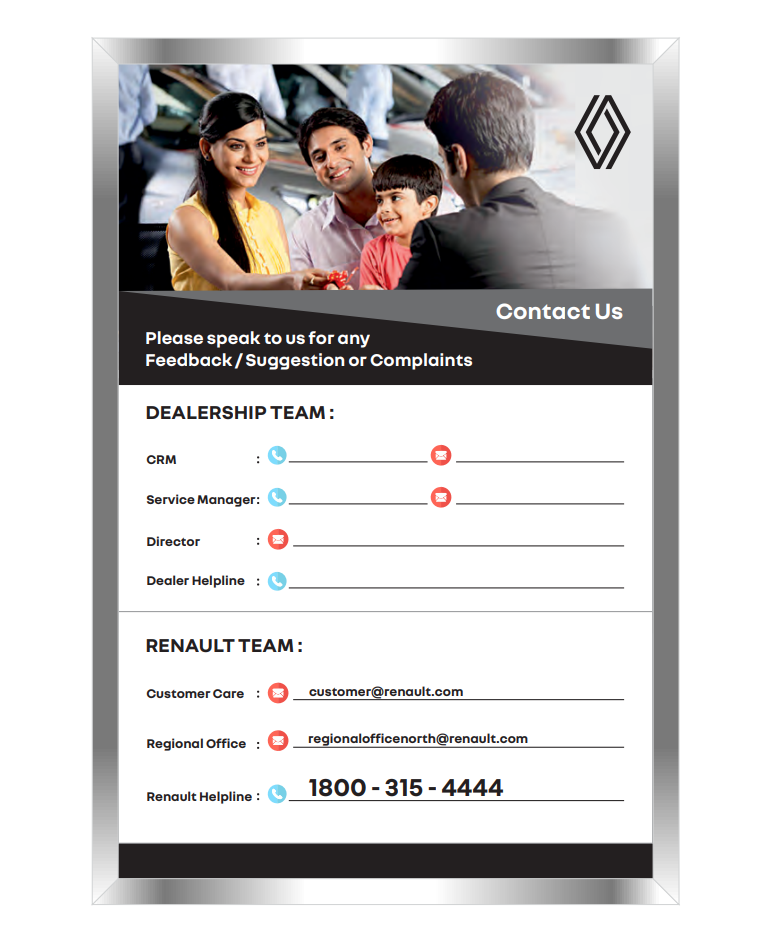 Contact Us
Please speak to us for any
Feedback / Suggestion or Complaints
DEALERSHIP TEAM :
CRM :
Service Manager:
Director :
Dealer Helpline :
RENAULT TEAM :
Customer Care : customer@renault.com
Regional Office : regionalofficenorth@renault.com
Renault Helpline : 1800 - 315 - 4444